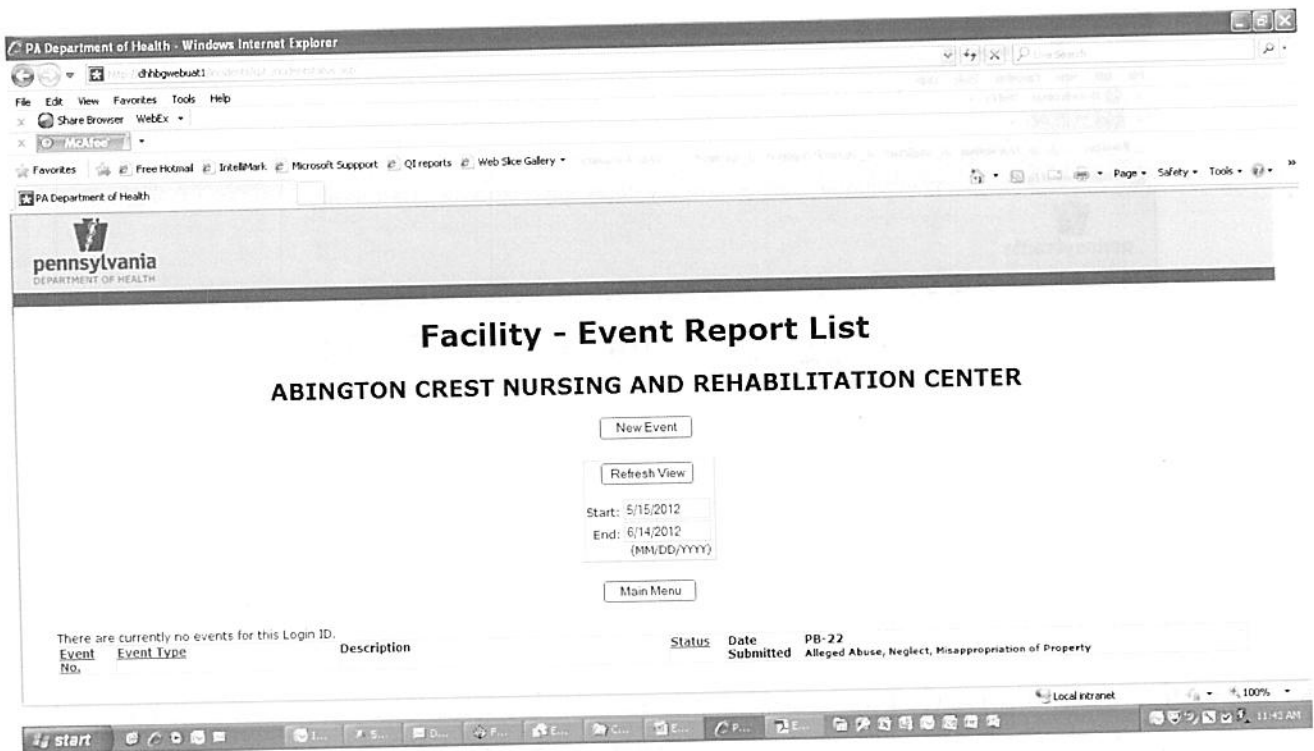 PA Department of Health - Windows Internet Explorer
dhhbgwebuat1
File Edit View Favorites Tools Help
x Share Browser WebEx
x McAfee
Favorites Free Hotmail IntelliMark Microsoft Suppport QI reports Web Slice Gallery
PA Department of Health
Page Safety Tools
pennsylvania
DEPARTMENT OF HEALTH
Facility - Event Report List
ABINGTON CREST NURSING AND REHABILITATION CENTER
New Event
Refresh View
Start: 5/15/2012
End: 6/14/2012
(MM/DD/YYYY)
Main Menu
There are currently no events for this Login ID.
Event No. Event Type Description Status Date Submitted PB-22 Alleged Abuse, Neglect, Misappropriation of Property
Local intranet 100%
start 11:43 AM